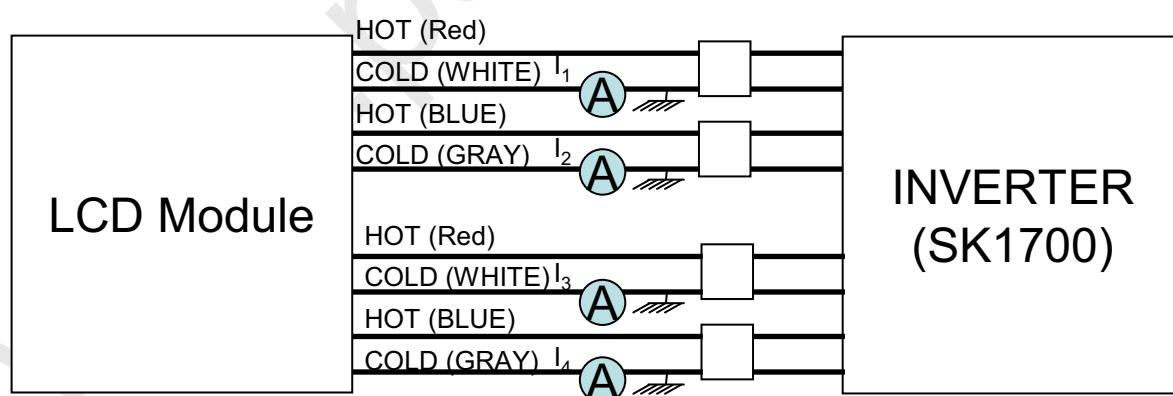 HOT (Red)
COLD (WHITE) I1
A
HOT (BLUE)
COLD (GRAY) I2
A
LCD Module
INVERTER
(SK1700)
HOT (Red)
COLD (WHITE) I3
A
HOT (BLUE)
COLD (GRAY) I4
A